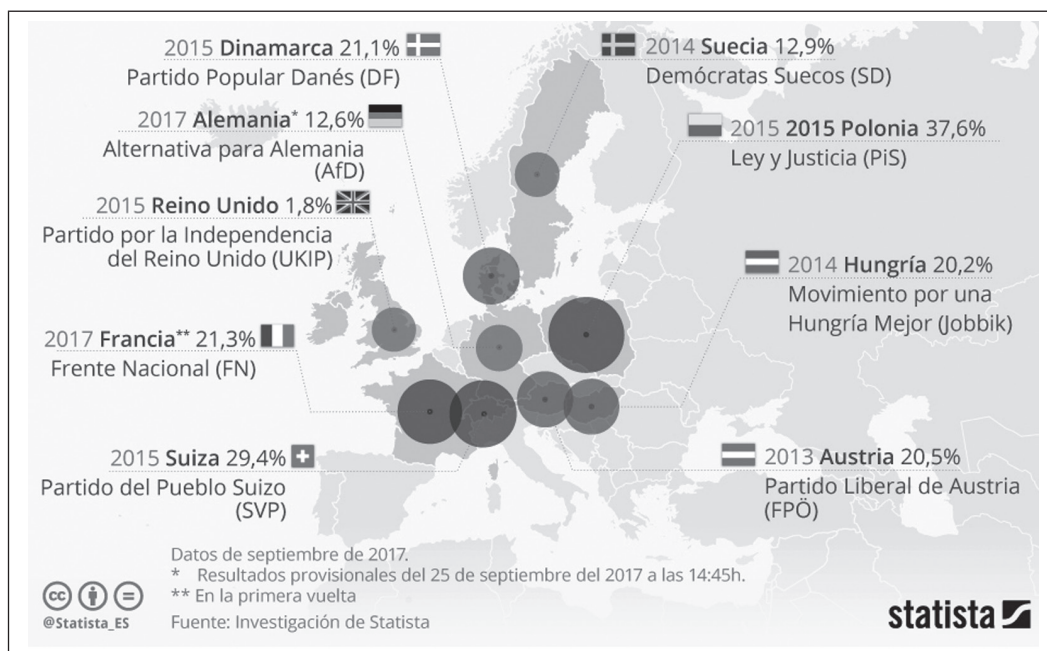 2015 Dinamarca 21,1%
Partido Popular Danés (DF)
2014 Suecia 12,9%
Demócratas Suecos (SD)
2017 Alemania* 12,6%
Alternativa para Alemania
(AfD)
2015 2015 Polonia 37,6%
Ley y Justicia (PiS)
2015 Reino Unido 1,8%
Partido por la Independencia
del Reino Unido (UKIP)
2014 Hungría 20,2%
Movimiento por una
Hungría Mejor (Jobbik)
2017 Francia** 21,3%
Frente Nacional (FN)
2015 Suiza 29,4%
Partido del Pueblo Suizo
(SVP)
2013 Austria 20,5%
Partido Liberal de Austria
(FPÖ)
Datos de septiembre de 2017.
* Resultados provisionales del 25 de septiembre del 2017 a las 14:45h.
** En la primera vuelta
Fuente: Investigación de Statista
cc
@Statista_ES
statista